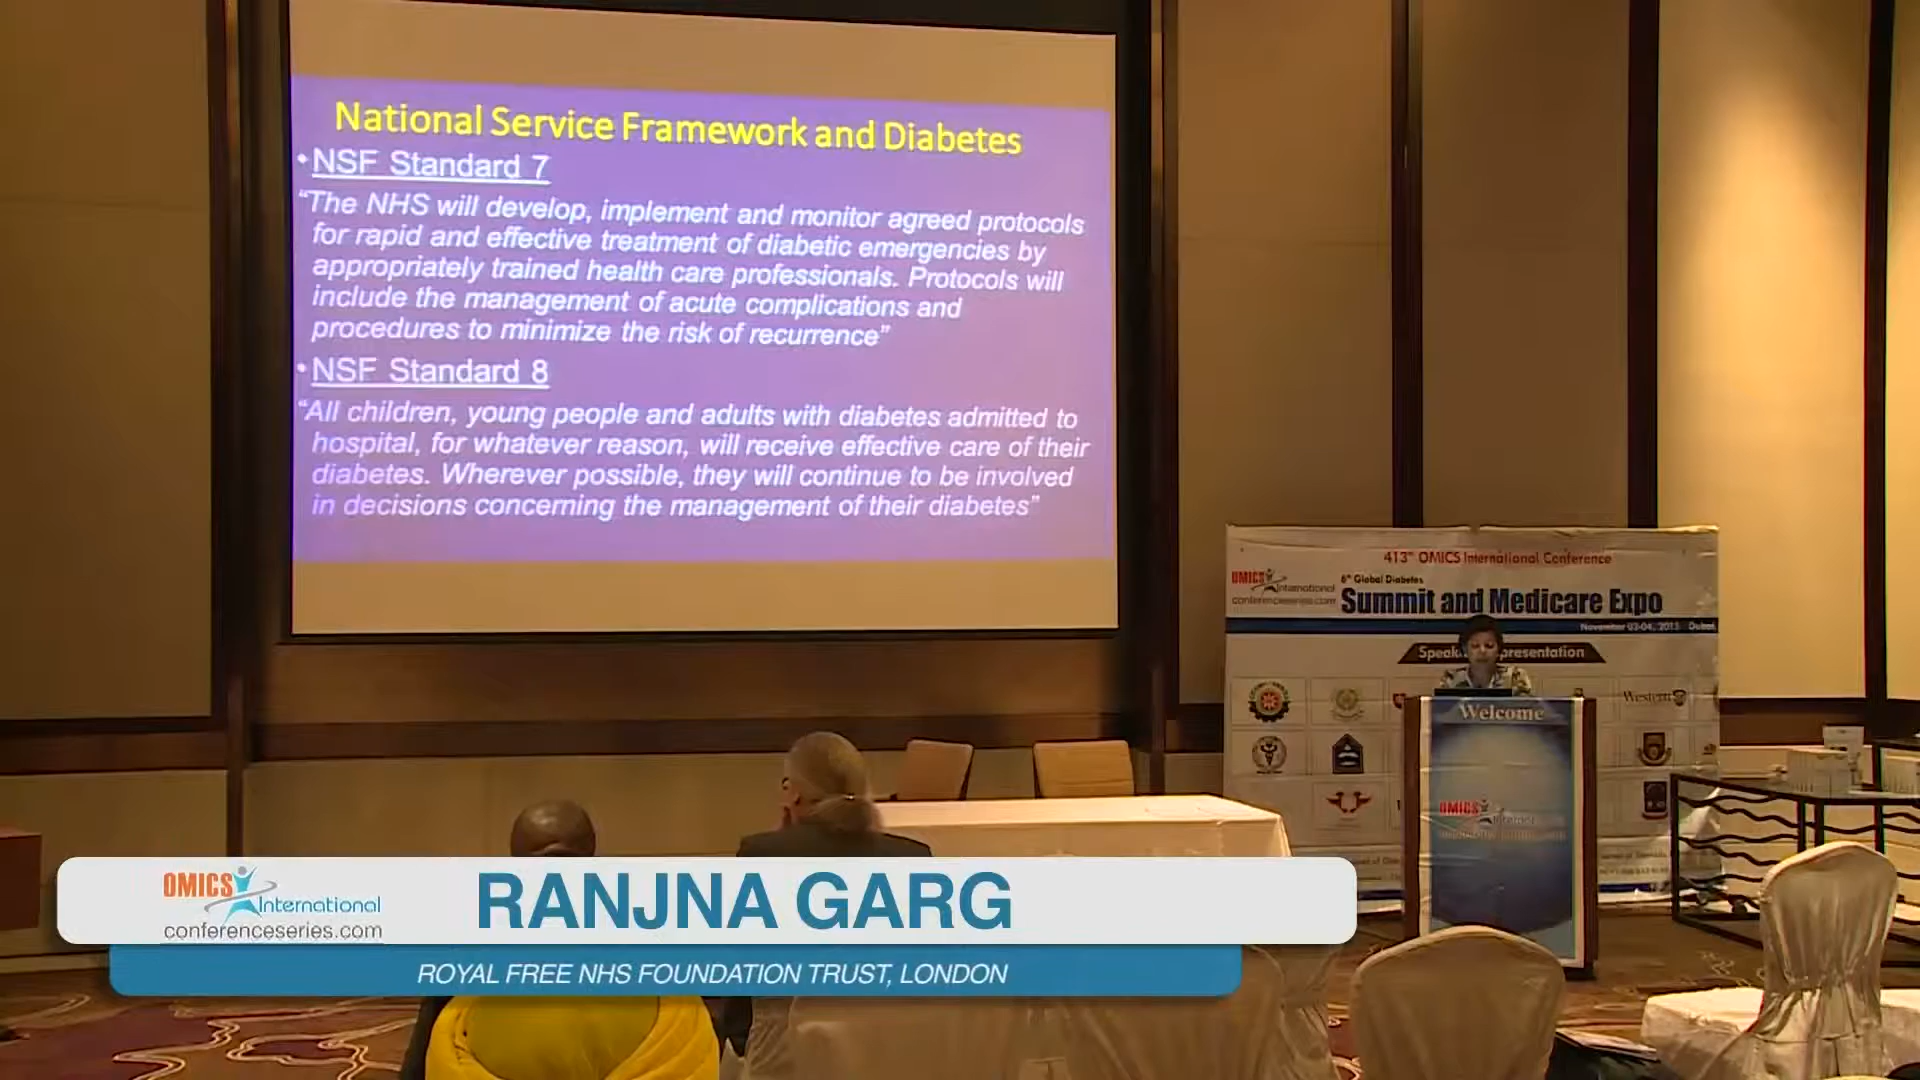 National Service Framework and Diabetes
•NSF Standard 7
“The NHS will develop, implement and monitor agreed protocols
for rapid and effective treatment of diabetic emergencies by
appropriately trained health care professionals. Protocols will
include the management of acute complications and
procedures to minimize the risk of recurrence”
•NSF Standard 8
“All children, young people and adults with diabetes admitted to
hospital, for whatever reason, will receive effective care of their
diabetes. Wherever possible, they will continue to be involved
in decisions concerning the management of their diabetes”
413th OMICS International Conference
OMICS International
conferenceseries.com
6th Global Diabetes
Summit and Medicare Expo
November 02-04, 2015 Dubai,
Western
Welcome
OMICS
International
OMICS
International
conferenceseries.com
RANJNA GARG
ROYAL FREE NHS FOUNDATION TRUST, LONDON